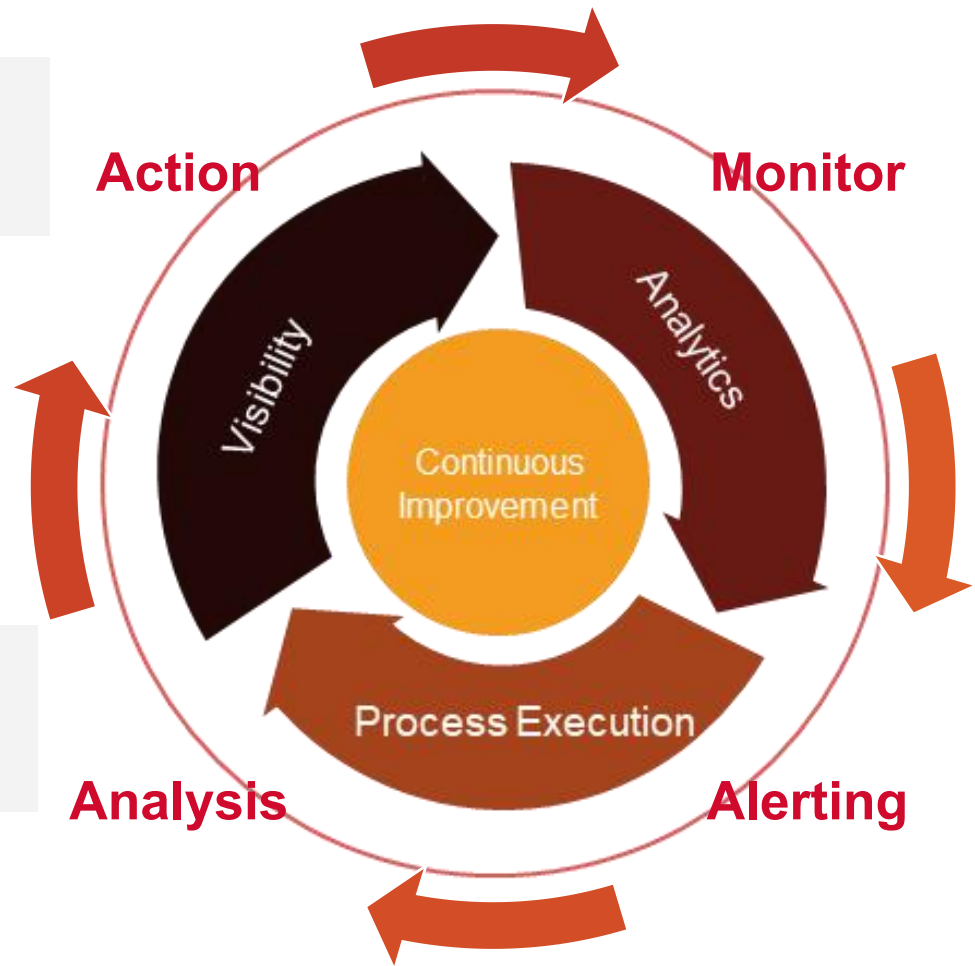 Action
Monitor
Visibility
Analytics
Continuous
Improvement
Process Execution
Analysis
Alerting